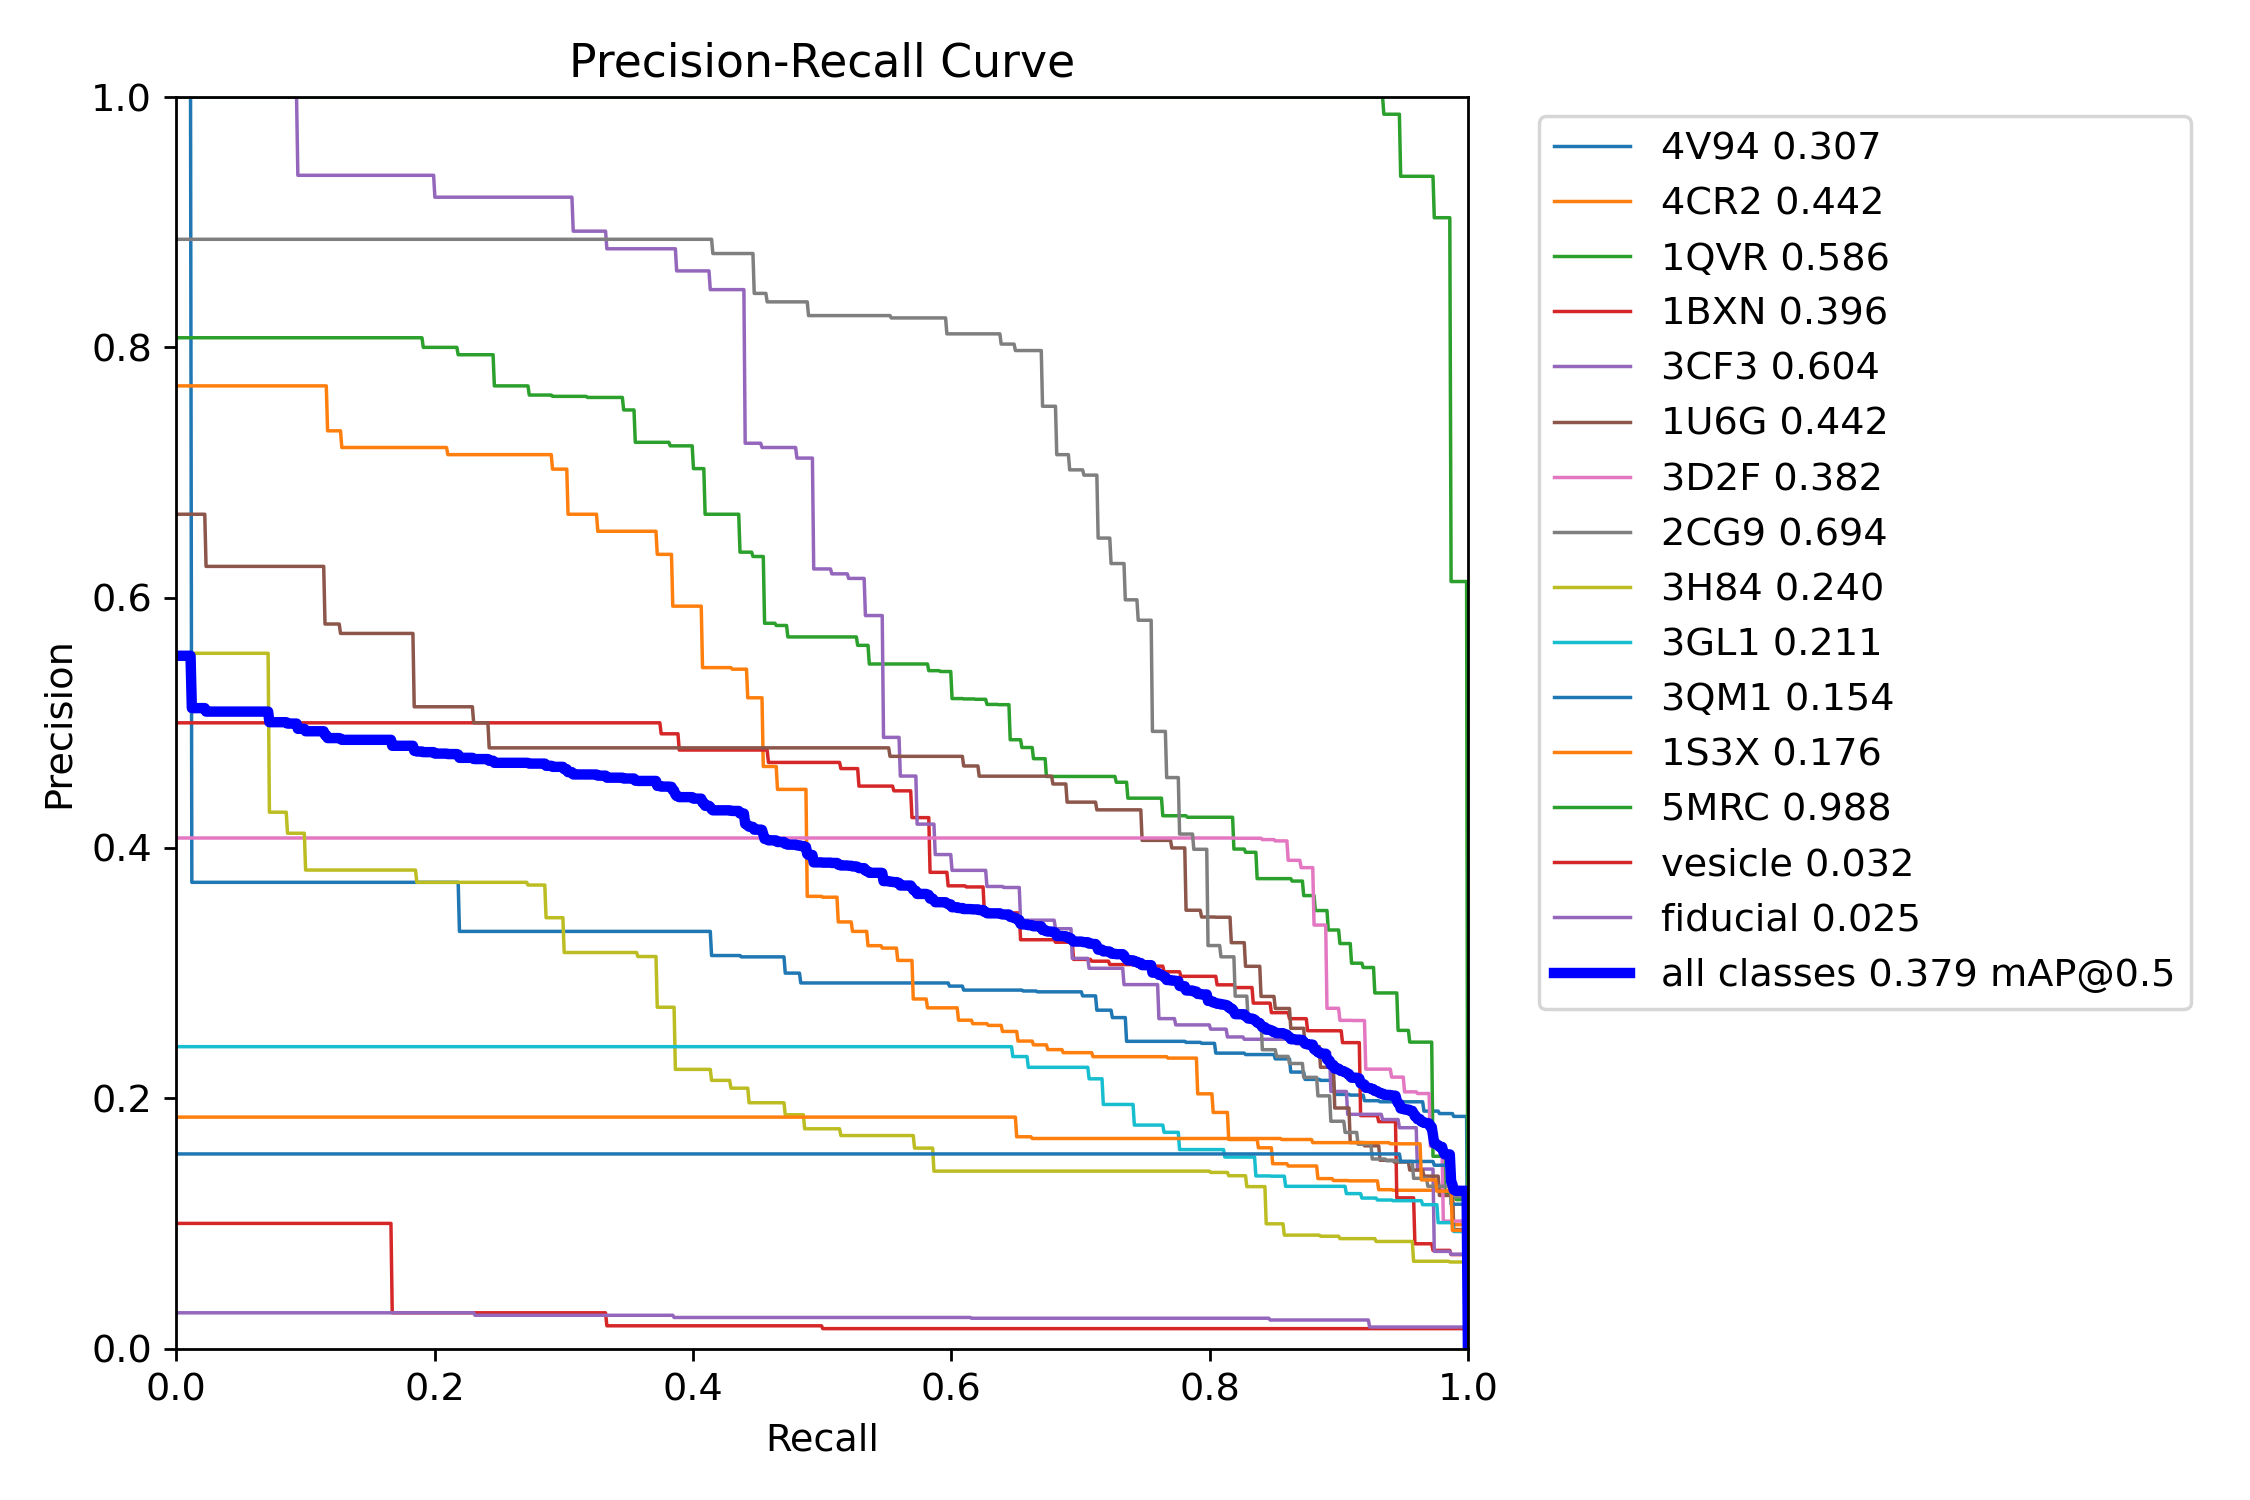 Precision-Recall Curve
1.0
0.8
0.6
0.4
0.2
0.0
Precision
0.0 0.2 0.4 0.6 0.8 1.0
Recall
4V94 0.307
4CR2 0.442
1QVR 0.586
1BXN 0.396
3CF3 0.604
1U6G 0.442
3D2F 0.382
2CG9 0.694
3H84 0.240
3GL1 0.211
3QM1 0.154
1S3X 0.176
5MRC 0.988
vesicle 0.032
fiducial 0.025
all classes 0.379 mAP@0.5